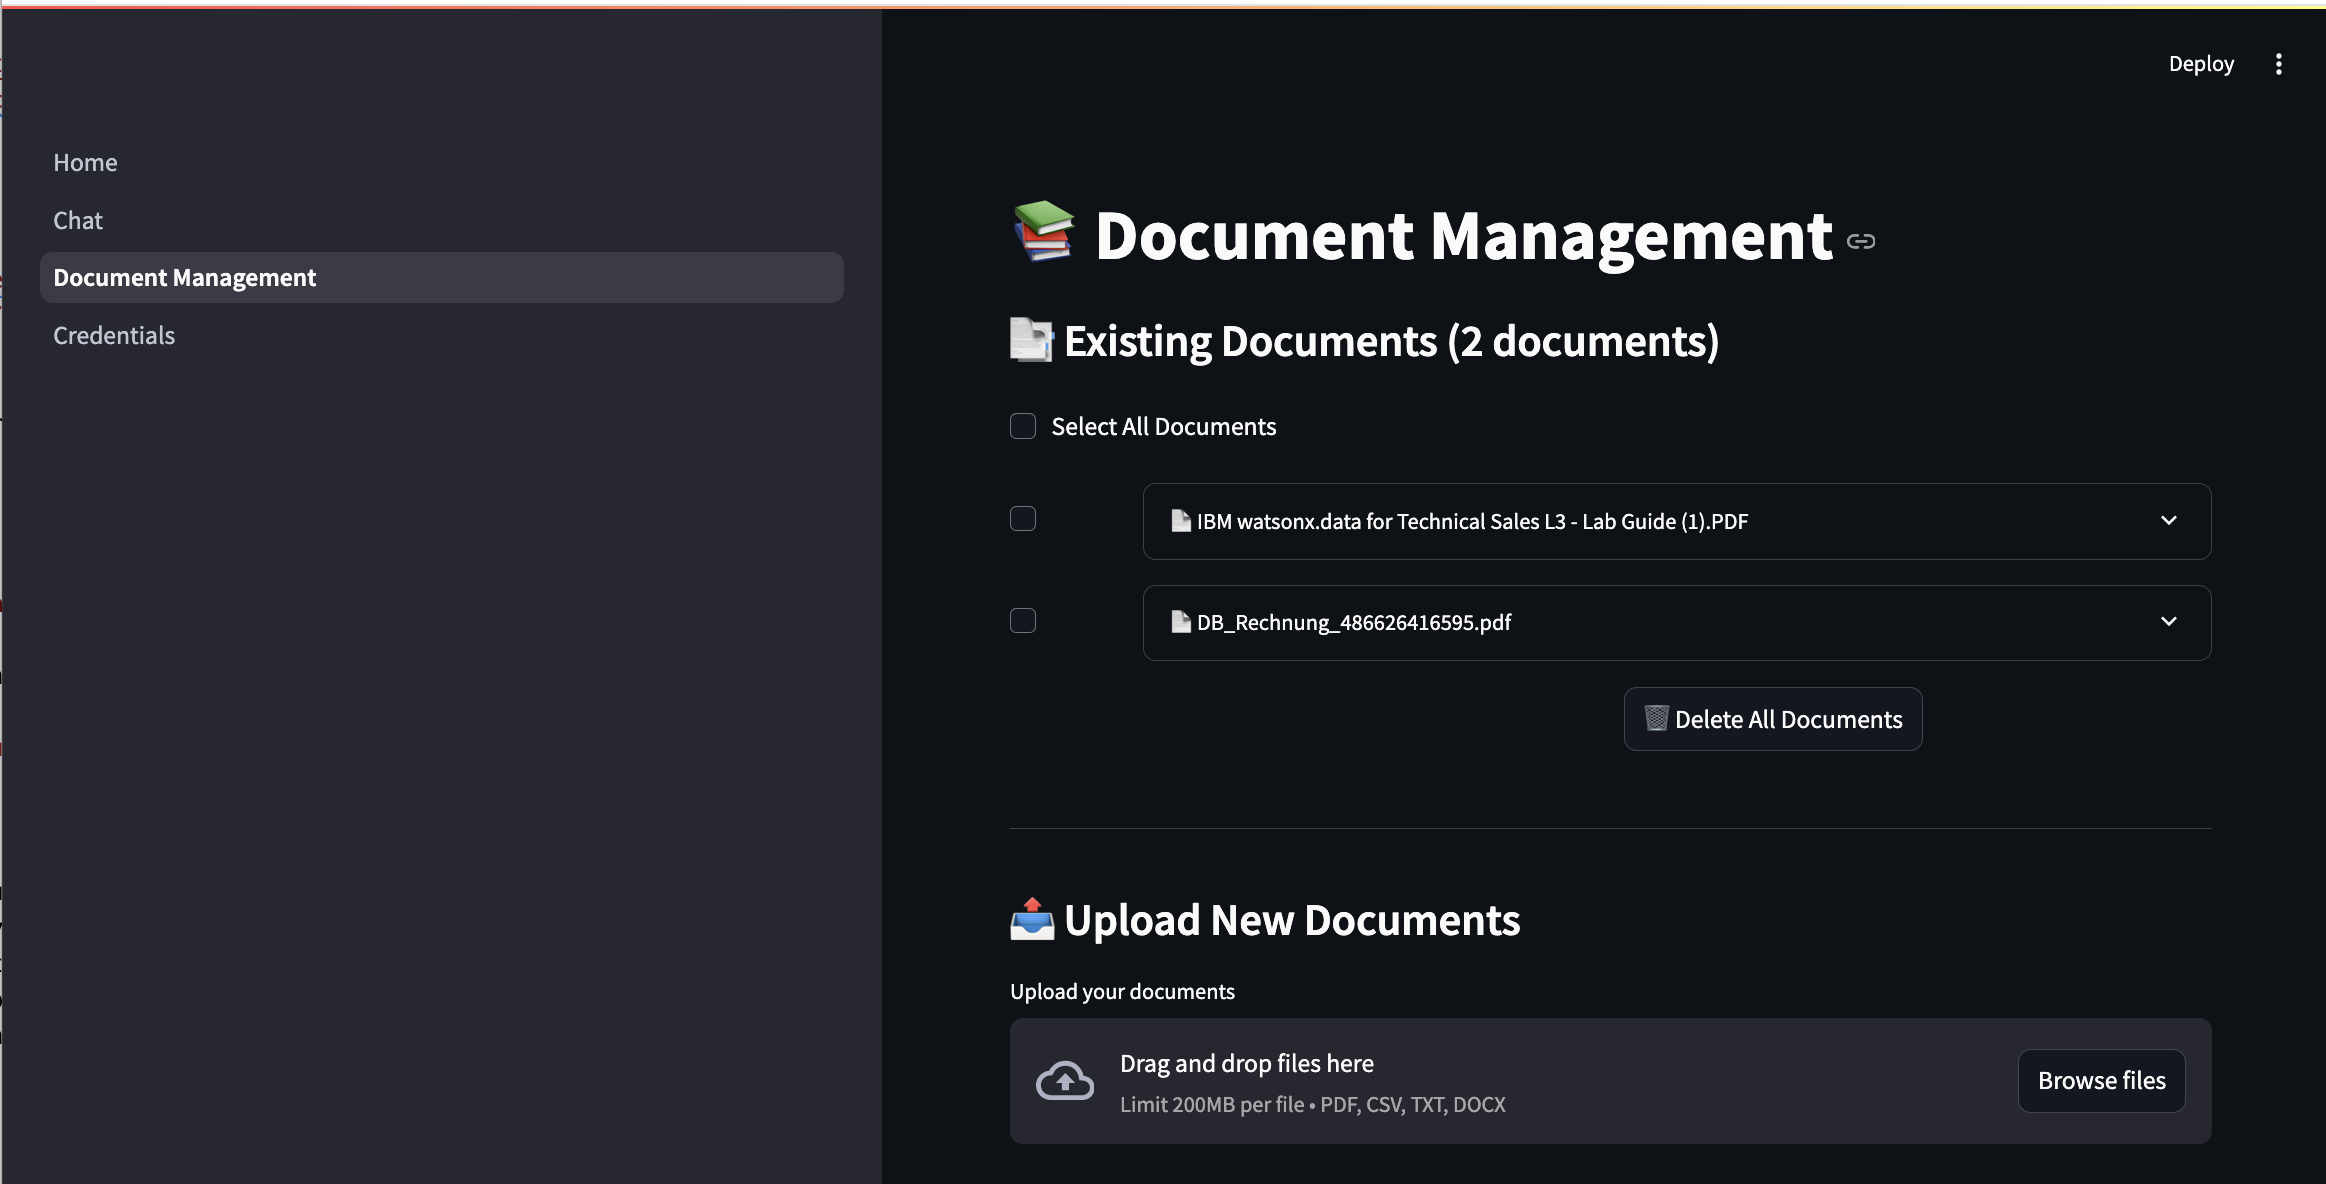 Deploy
Home
Chat
Document Management
Credentials
Document Management
Existing Documents (2 documents)
Select All Documents
IBM watsonx.data for Technical Sales L3 - Lab Guide (1).PDF
DB_Rechnung_486626416595.pdf
Delete All Documents
Upload New Documents
Upload your documents
Drag and drop files here
Limit 200MB per file • PDF, CSV, TXT, DOCX
Browse files